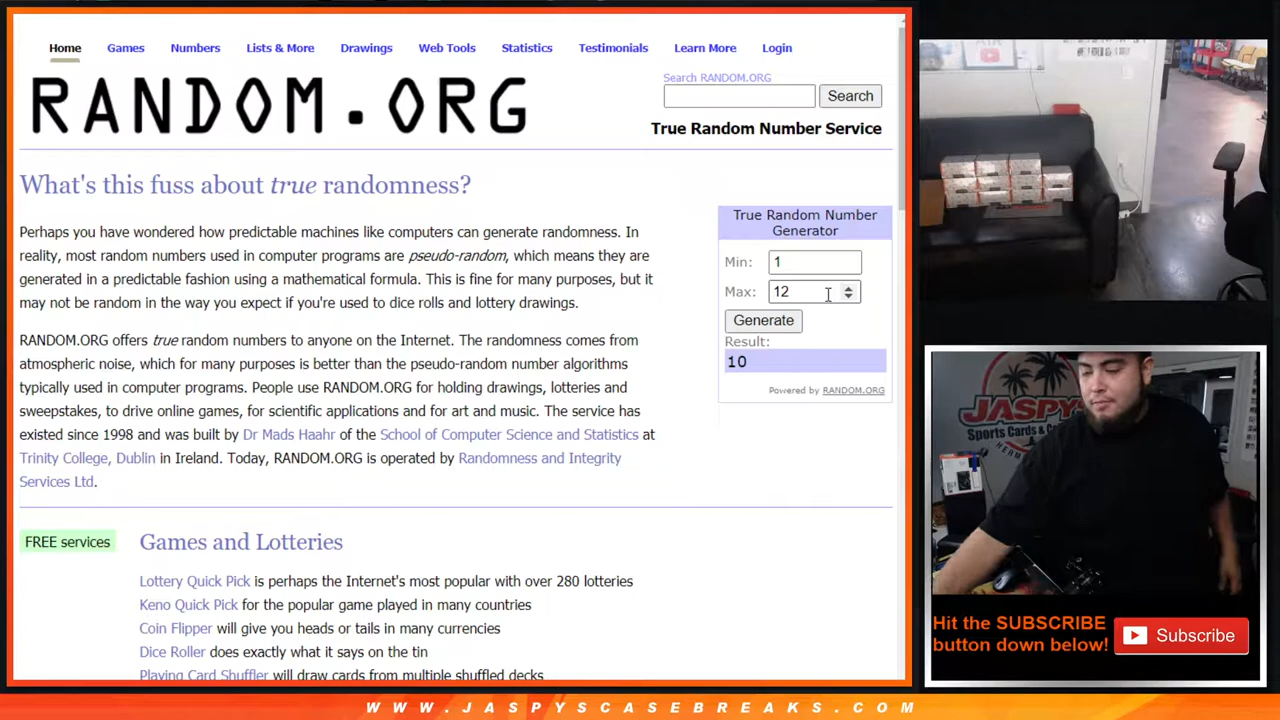 Home Games Numbers Lists & More Drawings Web Tools Statistics Testimonials Learn More Login
RANDOM.ORG
Search RANDOM.ORG
Search
True Random Number Service
What's this fuss about true randomness?
Perhaps you have wondered how predictable machines like computers can generate randomness. In
reality, most random numbers used in computer programs are pseudo-random, which means they are
generated in a predictable fashion using a mathematical formula. This is fine for many purposes, but it
may not be random in the way you expect if you're used to dice rolls and lottery drawings.
RANDOM.ORG offers true random numbers to anyone on the Internet. The randomness comes from
atmospheric noise, which for many purposes is better than the pseudo-random number algorithms
typically used in computer programs. People use RANDOM.ORG for holding drawings, lotteries and
sweepstakes, to drive online games, for scientific applications and for art and music. The service has
existed since 1998 and was built by Dr Mads Haahr of the School of Computer Science and Statistics at
Trinity College, Dublin in Ireland. Today, RANDOM.ORG is operated by Randomness and Integrity
Services Ltd.
True Random Number
Generator
Min: 1
Max: 12
Generate
Result:
10
Powered by RANDOM.ORG
FREE services
Games and Lotteries
Lottery Quick Pick is perhaps the Internet's most popular with over 280 lotteries
Keno Quick Pick for the popular game played in many countries
Coin Flipper will give you heads or tails in many currencies
Dice Roller does exactly what it says on the tin
Playing Card Shuffler will draw cards from multiple shuffled decks
JASPY'S
Sports Cards &
Hit the SUBSCRIBE
button down below!
Subscribe
WWW.JASPYSCASEBREAKS.COM